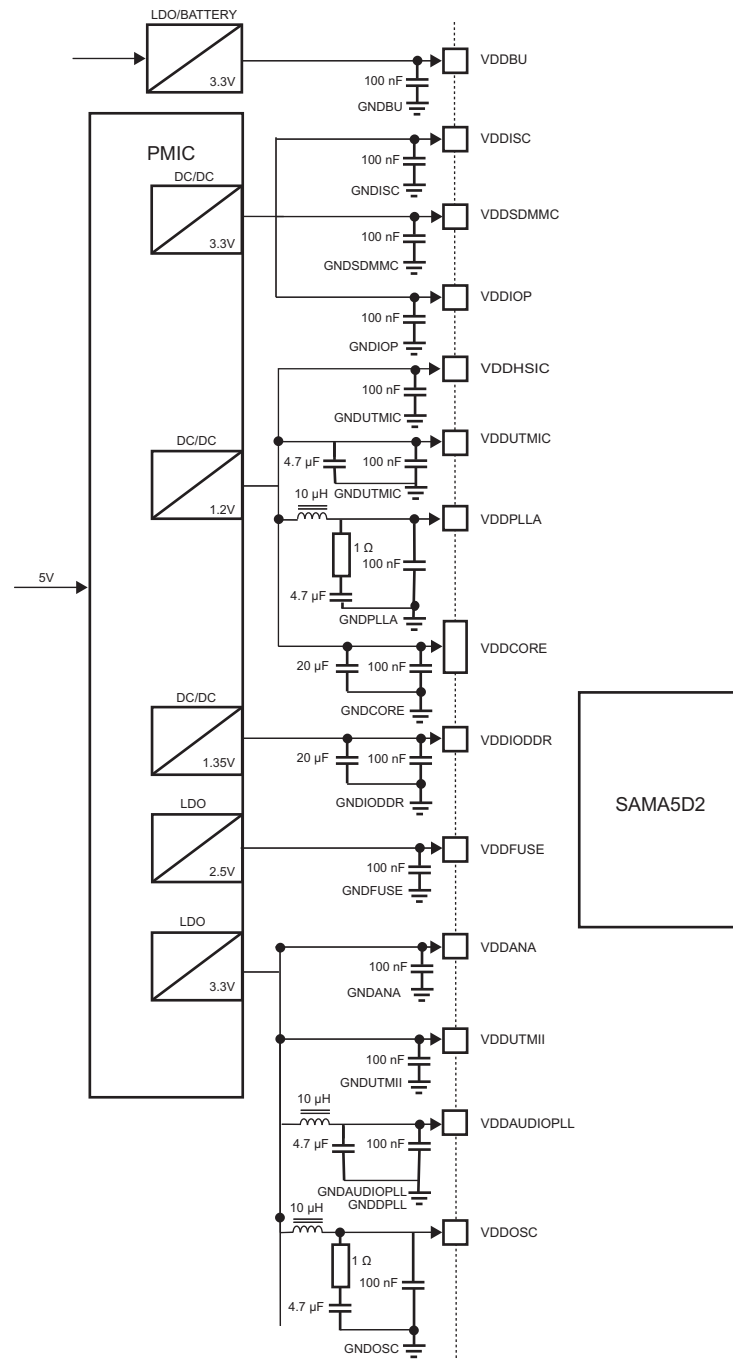 LDO/BATTERY
3.3V
100 nF
GNDBU
VDDBU
PMIC
DC/DC
3.3V
100 nF
GNDISC
VDDISC
100 nF
GNDSDMMC
VDDSDMMC
100 nF
GNDIOP
VDDIOP
100 nF
GNDUTMIC
VDDHSIC
DC/DC
1.2V
4.7 µF
100 nF
GNDUTMIC
VDDUTMIC
10 µH
1 Ω
100 nF
4.7 µF
GNDPLLA
VDDPLLA
5V
20 µF
100 nF
GNDCORE
VDDCORE
DC/DC
1.35V
20 µF
100 nF
GNDIODDR
VDDIODDR
SAMA5D2
LDO
2.5V
100 nF
GNDFUSE
VDDFUSE
LDO
3.3V
100 nF
GNDANA
VDDANA
100 nF
GNDUTMII
VDDUTMII
10 µH
4.7 µF
100 nF
GNDAUDIOPLL
GNDDPLL
VDDAUDIOPLL
10 µH
1 Ω
100 nF
4.7 µF
GNDOSC
VDDOSC